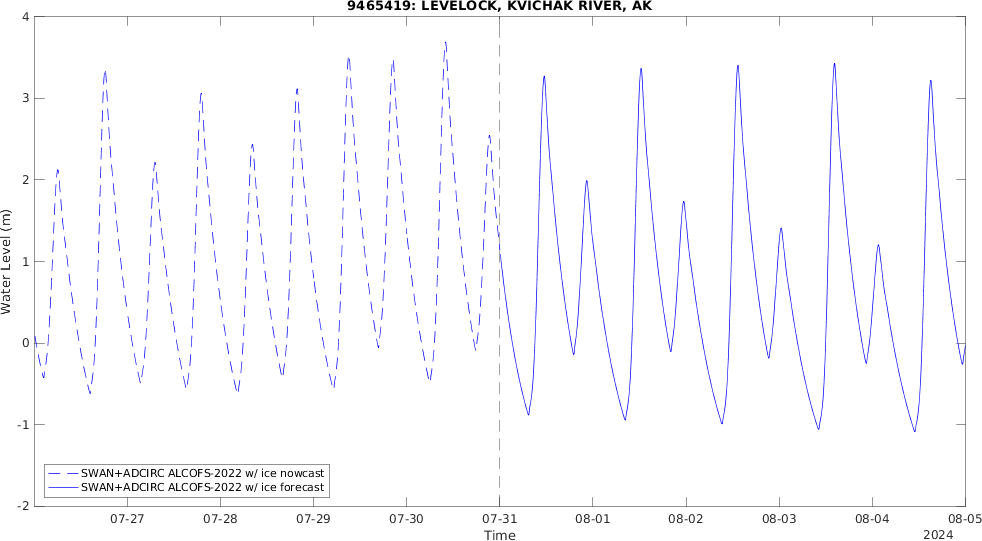 9465419: LEVELOCK, KVICHAK RIVER, AK
4
3
2
1
0
-1
-2
Water Level (m)
SWAN+ADCIRC ALCOFS-2022 w/ ice nowcast
SWAN+ADCIRC ALCOFS-2022 w/ ice forecast
07-27 07-28 07-29 07-30 07-31 08-01 08-02 08-03 08-04 08-05
Time
2024